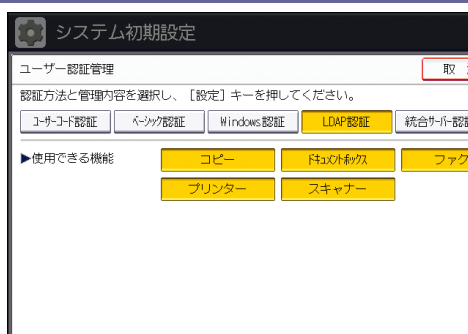 システム初期設定
ユーザー認証管理 取
認証方法と管理内容を選択し、［設定］キーを押してください。
ユーザーコード認証 ベーシック認証 Windows認証 LDAP認証 統合サーバー認証
▶使用できる機能 コピー ドキュメントボックス ファク
プリンター スキャナー